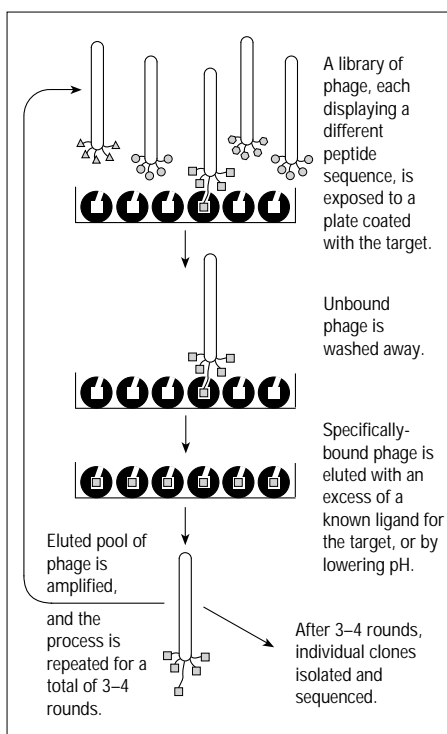 A library of
phage, each
displaying a
different
peptide
sequence, is
exposed to a
plate coated
with the target.
Unbound
phage is
washed away.
Specifically-
bound phage is
eluted with an
excess of a
known ligand for
the target, or by
lowering pH.
Eluted pool of
phage is
amplified,
and the
process is
repeated for a
total of 3–4
rounds.
After 3–4 rounds,
individual clones
isolated and
sequenced.